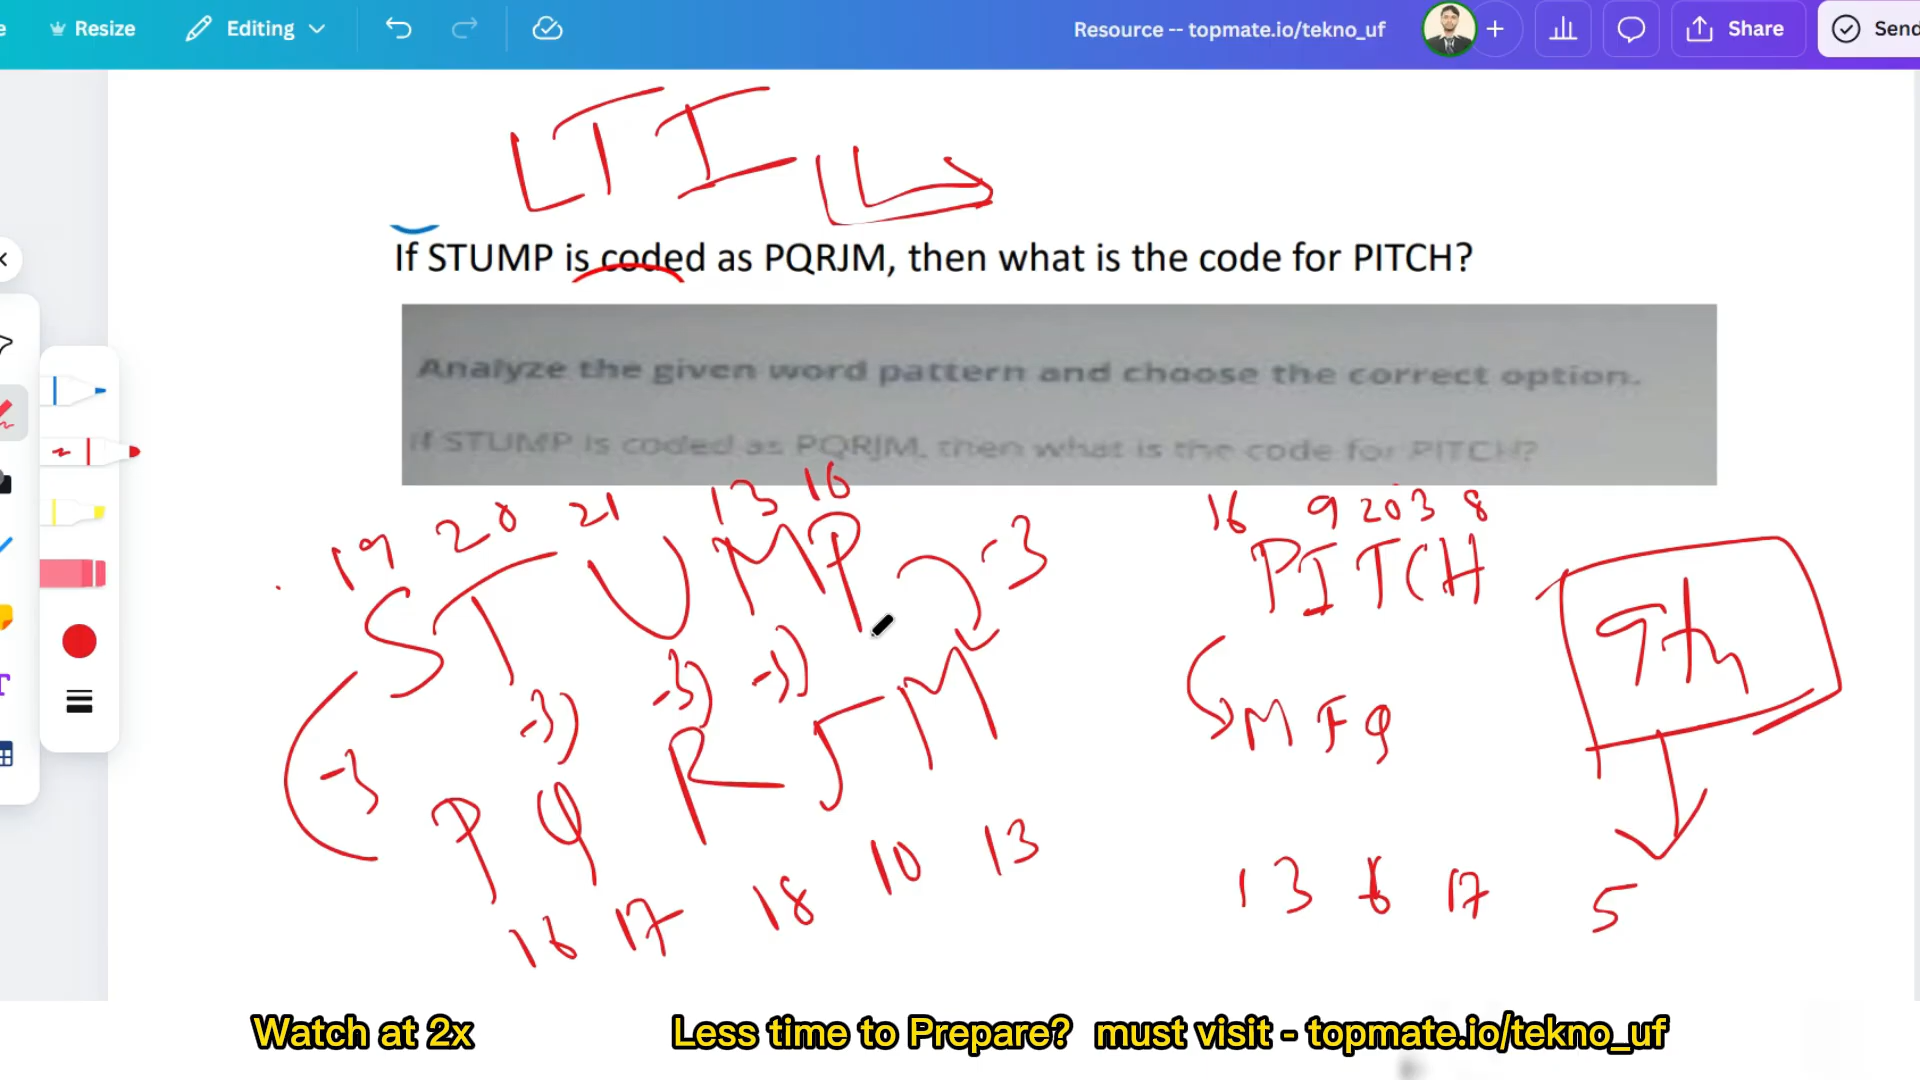 Resize
Editing
Resource -- topmate.io/tekno_uf
Share
Send
LTI
If STUMP is coded as PQRJM, then what is the code for PITCH?
Analyze the given word pattern and choose the correct option.
If STUMP is coded as PQRJM, then what is the code for PITCH?
19 20 21 13 16
STUMP
-3
-3 -3 -3 -3
PQRJM
16 17 18 10 13
16 9 20 3 8
PITCH
MFQ
13 6 17
5
Watch at 2x
Less time to Prepare? must visit - topmate.io/tekno_uf